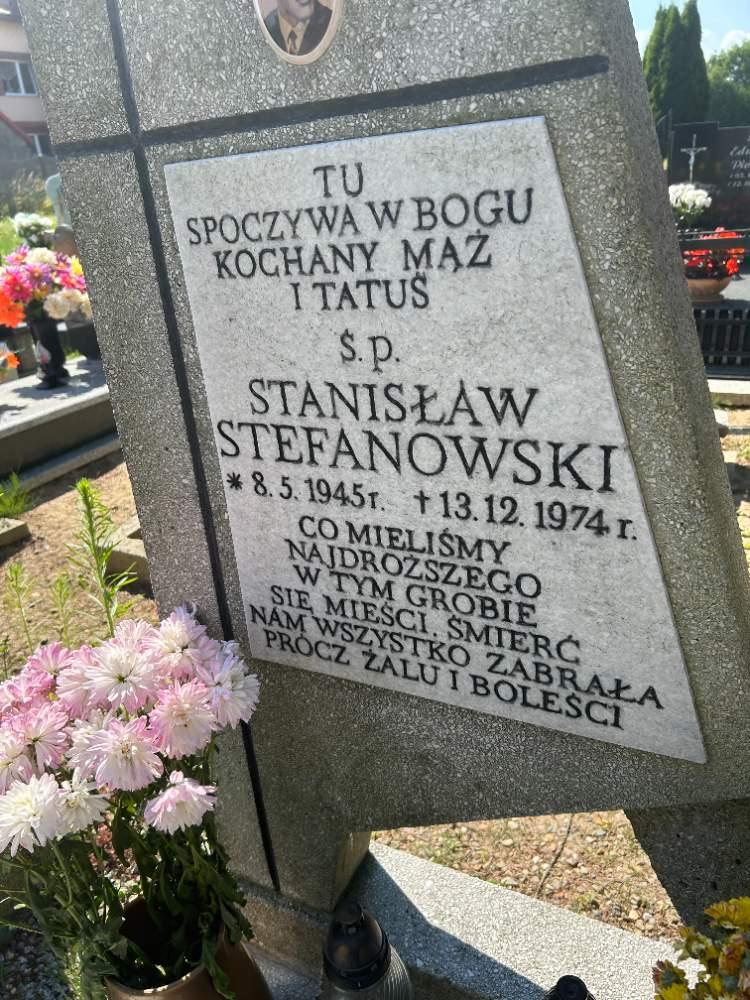 TU
SPOCZYWA W BOGU
KOCHANY MĄŻ
I TATUŚ
Ś.p.
STANISŁAW
STEFANOWSKI
* 8.5.1945 r. † 13.12.1974 r.
CO MIELIŚMY
NAJDROŻSZEGO
W TYM GROBIE
SIĘ MIEŚCI. ŚMIERĆ
NAM WSZYSTKO ZABRAŁA
PRÓCZ ŻALU I BOLEŚCI